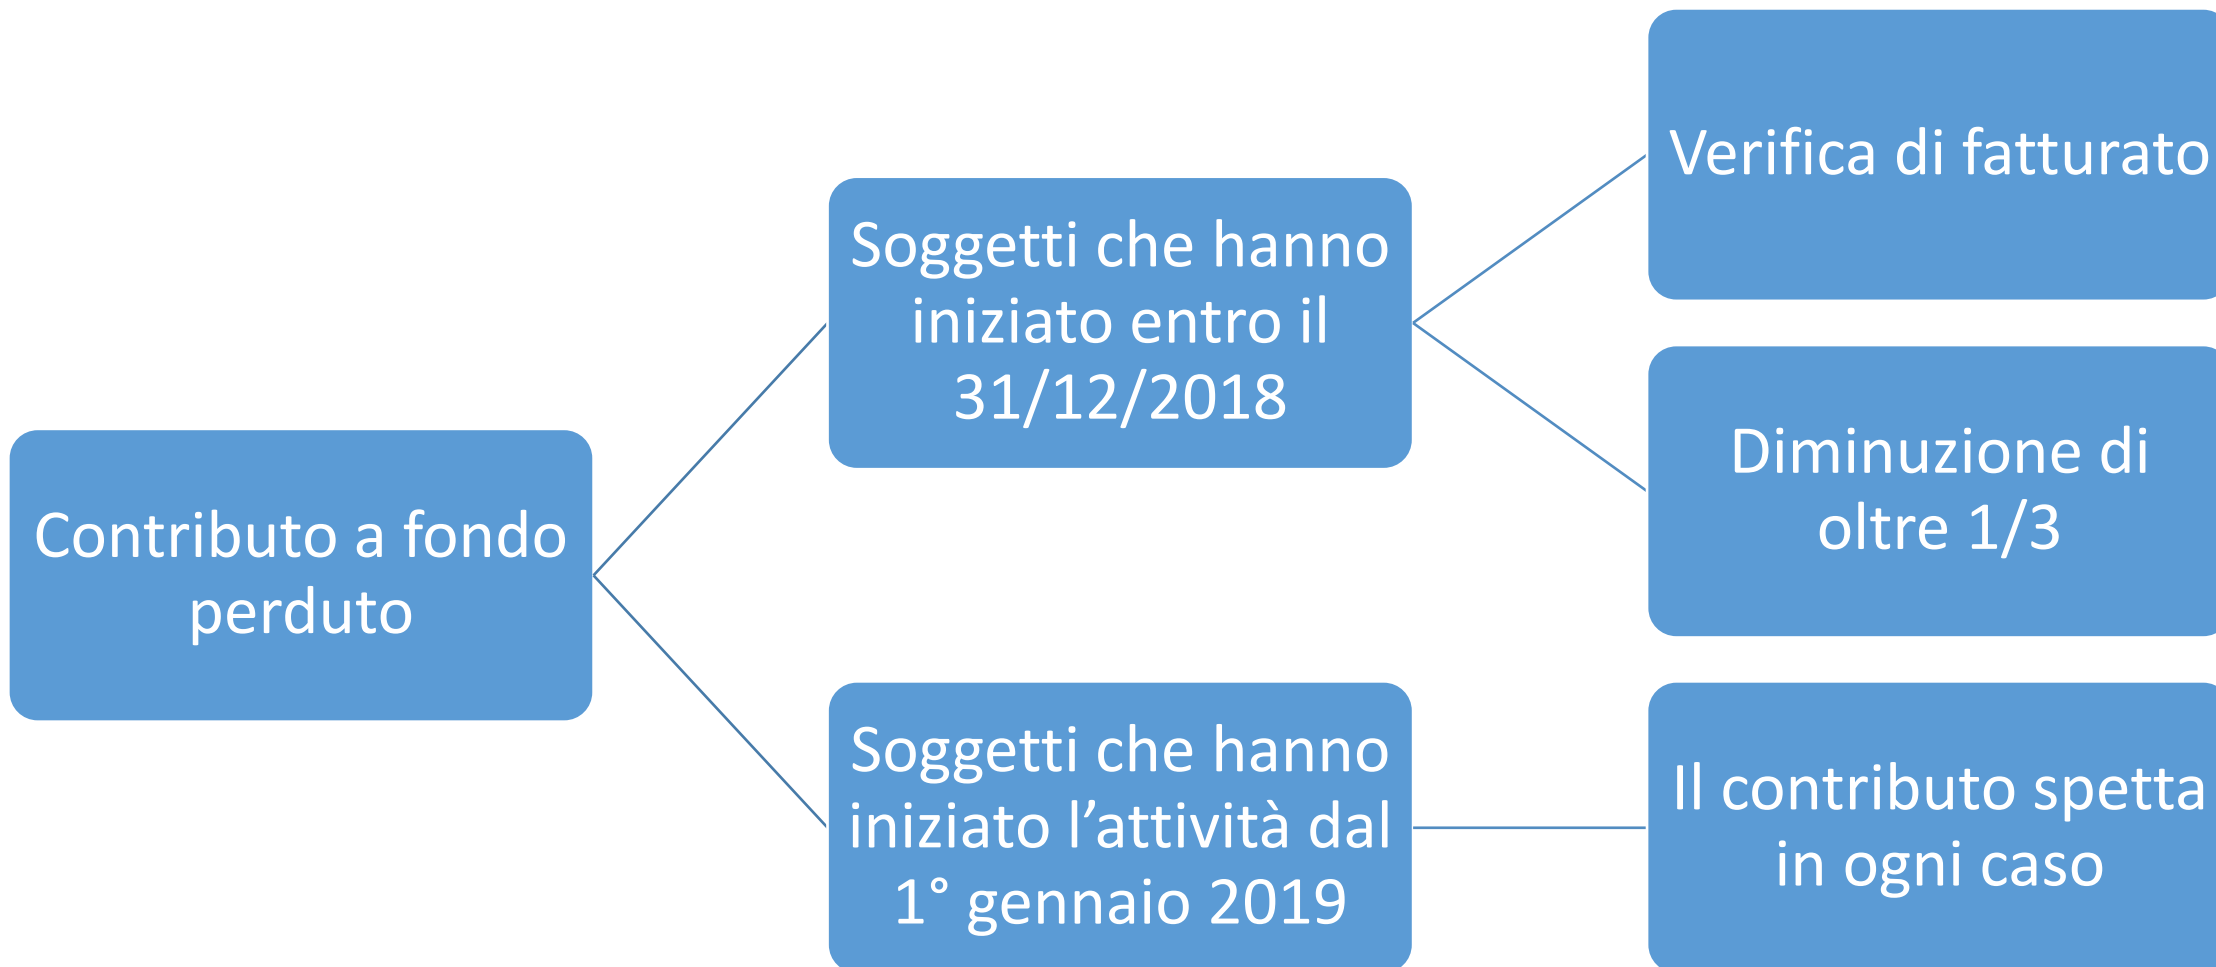 Contributo a fondo
perduto
Soggetti che hanno
iniziato entro il
31/12/2018
Verifica di fatturato
Diminuzione di
oltre 1/3
Soggetti che hanno
iniziato l’attività dal
1° gennaio 2019
Il contributo spetta
in ogni caso